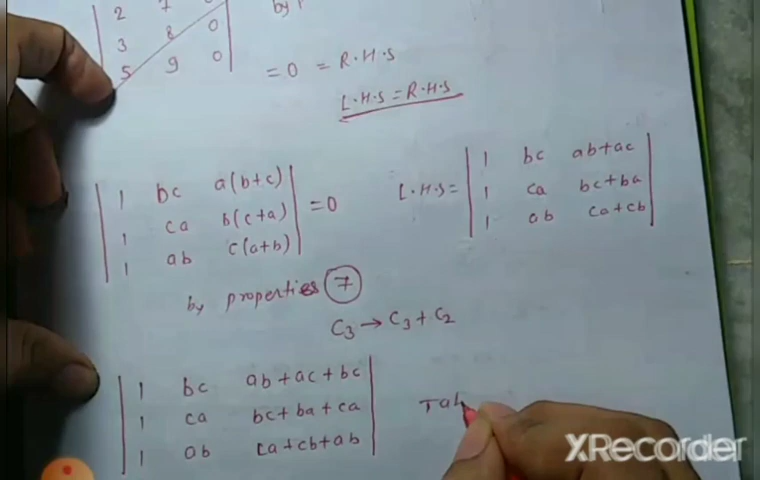 2 7
3 8 0
5 9 0
by
= 0 = R.H.S
L.H.S = R.H.S
1 bc a(b+c)
1 ca b(c+a) = 0
1 ab c(a+b)
L.H.S =
1 bc ab+ac
1 ca bc+ba
1 ab ca+cb
by properties 7
C₃ → C₃ + C₂
1 bc ab+ac+bc
1 ca bc+ba+ca
1 ab ca+cb+ab
Tak
XRecorder